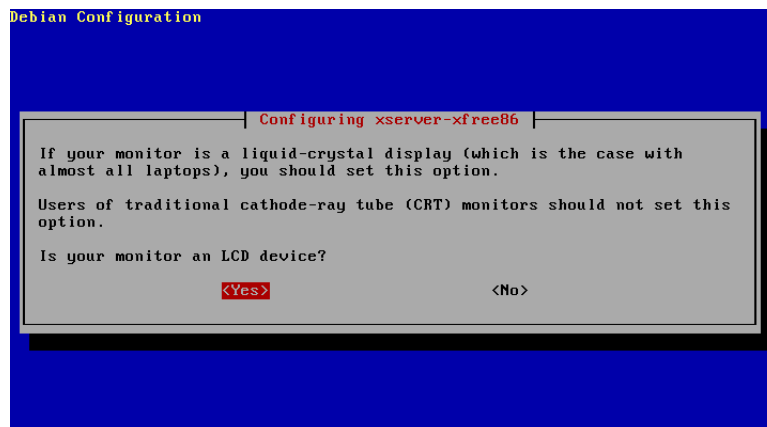 Debian Configuration
Configuring xserver-xfree86
If your monitor is a liquid-crystal display (which is the case with
almost all laptops), you should set this option.
Users of traditional cathode-ray tube (CRT) monitors should not set this
option.
Is your monitor an LCD device?
<Yes> <No>